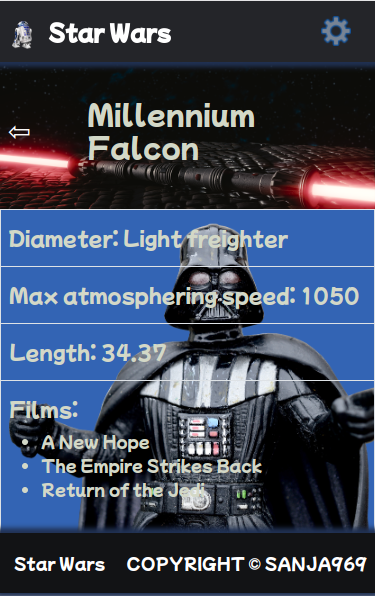 Star Wars
Millennium
Falcon
Diameter: Light freighter
Max atmosphering speed: 1050
Length: 34.37
Films:
A New Hope
The Empire Strikes Back
Return of the Jedi
Star Wars COPYRIGHT © SANJA969